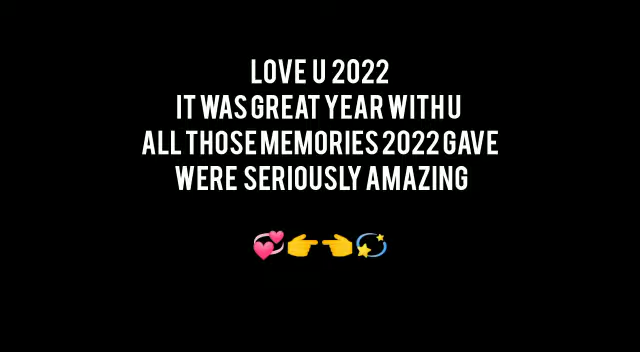 LOVE U 2022
IT WAS GREAT YEAR WITH U
ALL THOSE MEMORIES 2022 GAVE
WERE SERIOUSLY AMAZING
💞👉👈💫